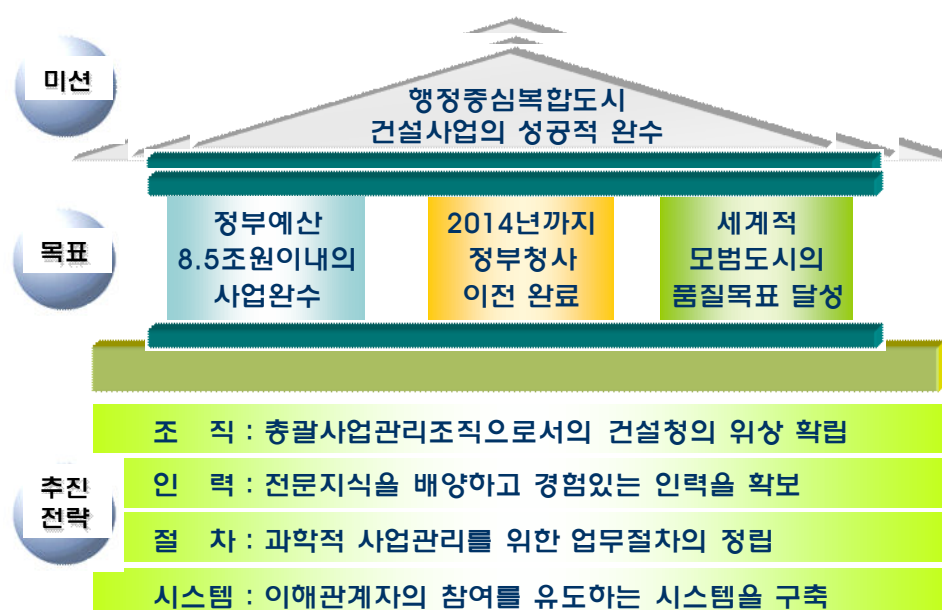 미션
행정중심복합도시
건설사업의 성공적 완수
목표
정부예산
8.5조원이내의
사업완수
2014년까지
정부청사
이전 완료
세계적
모범도시의
품질목표 달성
추진
전략
조 직 : 총괄사업관리조직으로서의 건설청의 위상 확립
인 력 : 전문지식을 배양하고 경험있는 인력을 확보
절 차 : 과학적 사업관리를 위한 업무절차의 정립
시스템 : 이해관계자의 참여를 유도하는 시스템을 구축